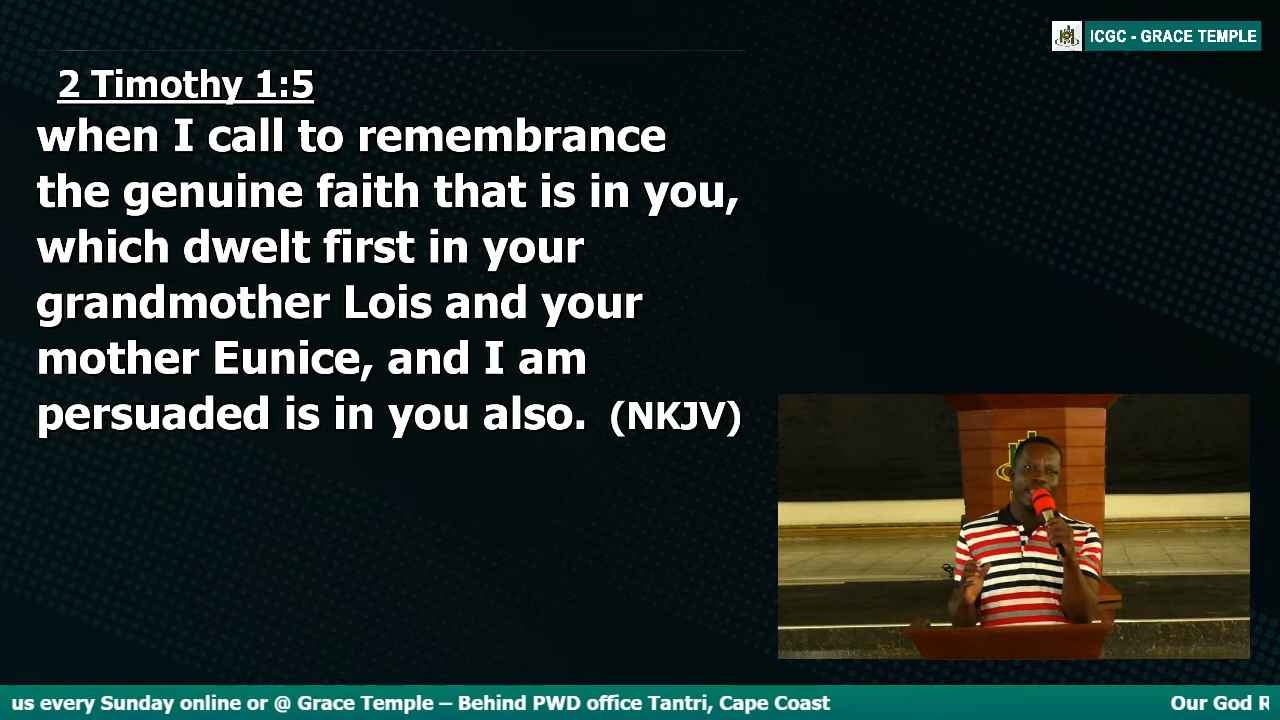 ICGC - GRACE TEMPLE
2 Timothy 1:5
when I call to remembrance
the genuine faith that is in you,
which dwelt first in your
grandmother Lois and your
mother Eunice, and I am
persuaded is in you also. (NKJV)
us every Sunday online or @ Grace Temple – Behind PWD office Tantri, Cape Coast
Our God R